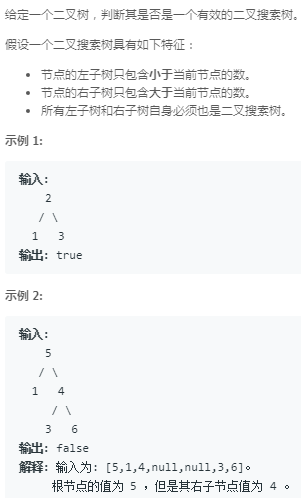 给定一个二叉树，判断其是否是一个有效的二叉搜索树。
假设一个二叉搜索树具有如下特征：
• 节点的左子树只包含小于当前节点的数。
• 节点的右子树只包含大于当前节点的数。
• 所有左子树和右子树自身必须也是二叉搜索树。
示例 1:
输入:
    2
   / \
  1   3
输出: true
示例 2:
输入:
    5
   / \
  1   4
     / \
    3   6
输出: false
解释: 输入为: [5,1,4,null,null,3,6]。
     根节点的值为 5 ，但是其右子节点值为 4 。